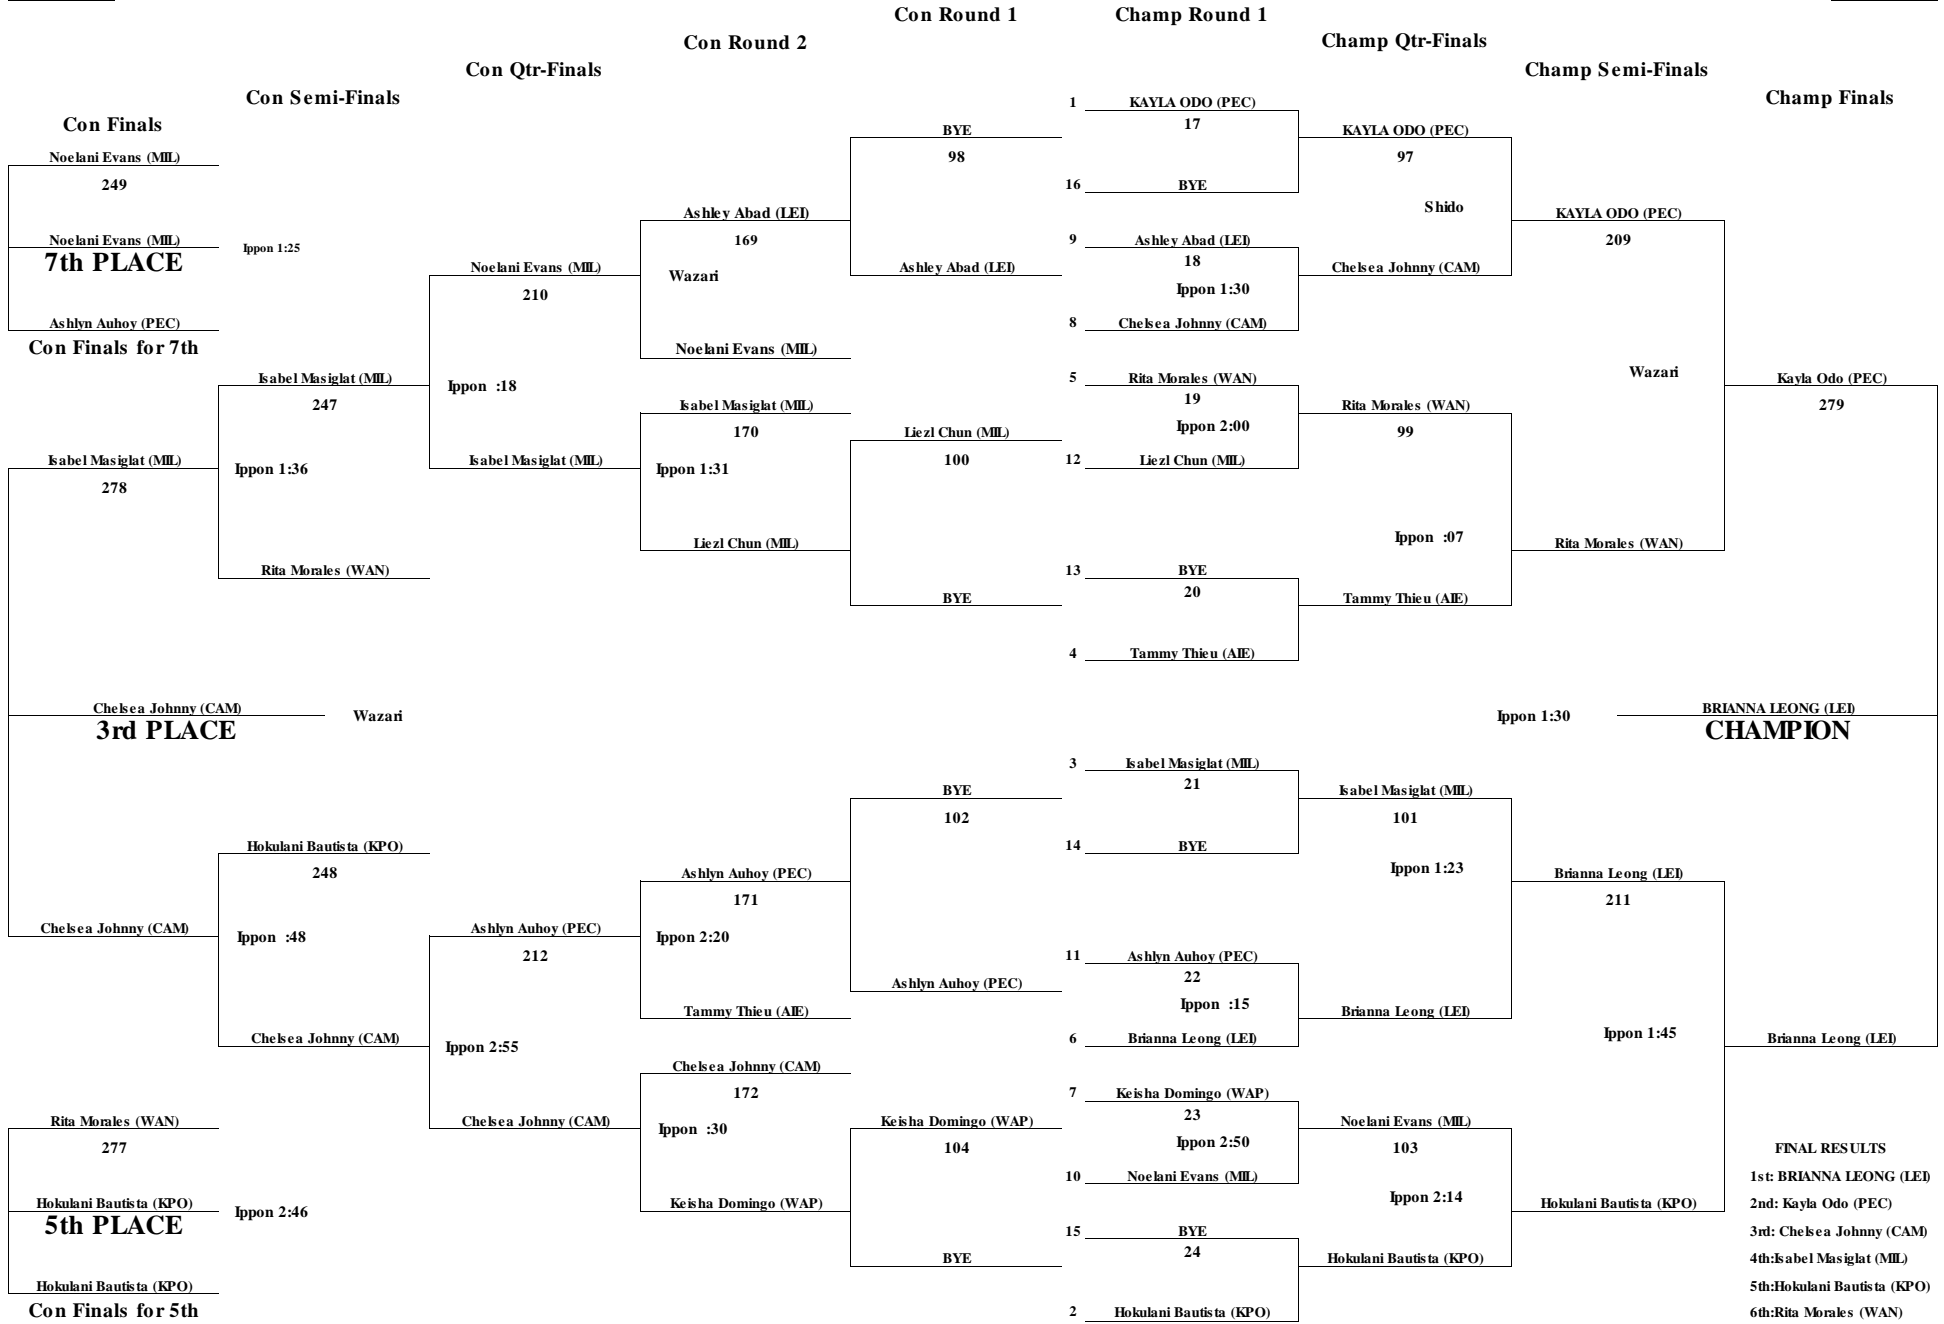 Con Round 1
Champ Round 1
Con Round 2
Champ Qtr-Finals
Con Qtr-Finals
Champ Semi-Finals
Con Semi-Finals
Champ Finals
Con Finals
Noelani Evans (MIL)
249
Noelani Evans (MIL)
Ippon 1:25
7th PLACE
Ashlyn Auhoy (PEC)
Con Finals for 7th
Isabel Masiglat (MIL)
278
Chelsea Johnny (CAM)
Wazari
3rd PLACE
Chelsea Johnny (CAM)
Rita Morales (WAN)
277
Hokulani Bautista (KPO)
Ippon 2:46
5th PLACE
Hokulani Bautista (KPO)
Con Finals for 5th
Isabel Masiglat (MIL)
247
Ippon 1:36
Rita Morales (WAN)
Hokulani Bautista (KPO)
248
Ippon :48
Chelsea Johnny (CAM)
Noelani Evans (MIL)
210
Ippon :18
Isabel Masiglat (MIL)
Ashlyn Auhoy (PEC)
212
Ippon 2:55
Chelsea Johnny (CAM)
Ashley Abad (LEI)
169
Wazari
Noelani Evans (MIL)
Isabel Masiglat (MIL)
170
Ippon 1:31
Liezl Chun (MIL)
Ashlyn Auhoy (PEC)
171
Ippon 2:20
Tammy Thieu (AIE)
Chelsea Johnny (CAM)
172
Ippon :30
Keisha Domingo (WAP)
BYE
98
Ashley Abad (LEI)
Liezl Chun (MIL)
100
BYE
BYE
102
Ashlyn Auhoy (PEC)
Keisha Domingo (WAP)
104
BYE
1 KAYLA ODO (PEC)
17
16 BYE
9 Ashley Abad (LEI)
18
Ippon 1:30
8 Chelsea Johnny (CAM)
5 Rita Morales (WAN)
19
Ippon 2:00
12 Liezl Chun (MIL)
13 BYE
20
4 Tammy Thieu (AIE)
3 Isabel Masiglat (MIL)
21
14 BYE
11 Ashlyn Auhoy (PEC)
22
Ippon :15
6 Brianna Leong (LEI)
7 Keisha Domingo (WAP)
23
Ippon 2:50
10 Noelani Evans (MIL)
15 BYE
24
2 Hokulani Bautista (KPO)
KAYLA ODO (PEC)
97
Shido
Chelsea Johnny (CAM)
Rita Morales (WAN)
99
Ippon :07
Tammy Thieu (AIE)
Isabel Masiglat (MIL)
101
Ippon 1:23
Brianna Leong (LEI)
Noelani Evans (MIL)
103
Ippon 2:14
Hokulani Bautista (KPO)
KAYLA ODO (PEC)
209
Wazari
Rita Morales (WAN)
Brianna Leong (LEI)
211
Ippon 1:45
Hokulani Bautista (KPO)
Kayla Odo (PEC)
279
Ippon 1:30
BRIANNA LEONG (LEI)
CHAMPION
Brianna Leong (LEI)
FINAL RESULTS
1st: BRIANNA LEONG (LEI)
2nd: Kayla Odo (PEC)
3rd: Chelsea Johnny (CAM)
4th:Isabel Masiglat (MIL)
5th:Hokulani Bautista (KPO)
6th:Rita Morales (WAN)